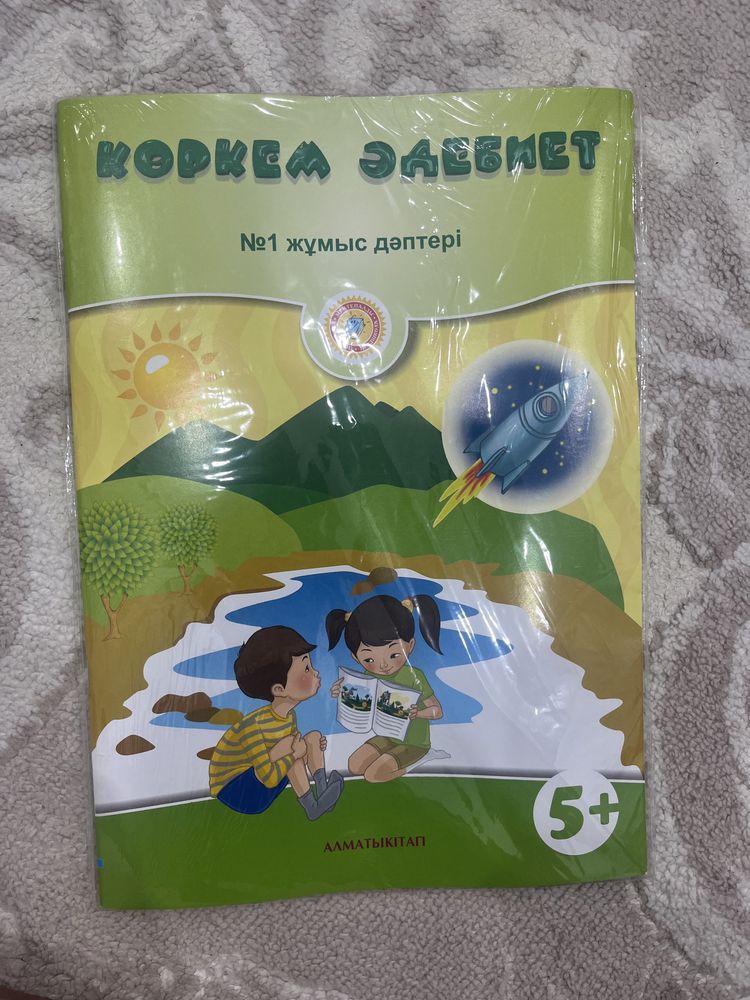 КӨРКЕМ ӘДЕБИЕТ
№1 жұмыс дәптері
5+
АЛМАТЫКІТАП